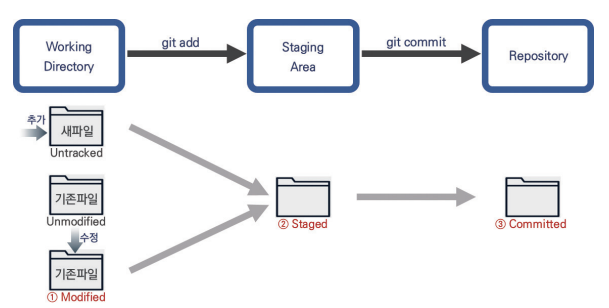 Working
Directory
git add
Staging
Area
git commit
Repository
추가
새파일
Untracked
기존파일
Unmodified
수정
기존파일
① Modified
② Staged
③ Committed